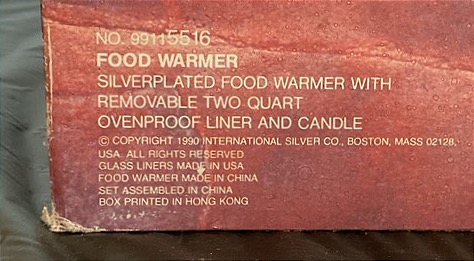 NO. 99115516
FOOD WARMER
SILVERPLATED FOOD WARMER WITH
REMOVABLE TWO QUART
OVENPROOF LINER AND CANDLE
© COPYRIGHT 1990 INTERNATIONAL SILVER CO., BOSTON, MASS 02128,
USA. ALL RIGHTS RESERVED
GLASS LINERS MADE IN USA
FOOD WARMER MADE IN CHINA
SET ASSEMBLED IN CHINA
BOX PRINTED IN HONG KONG